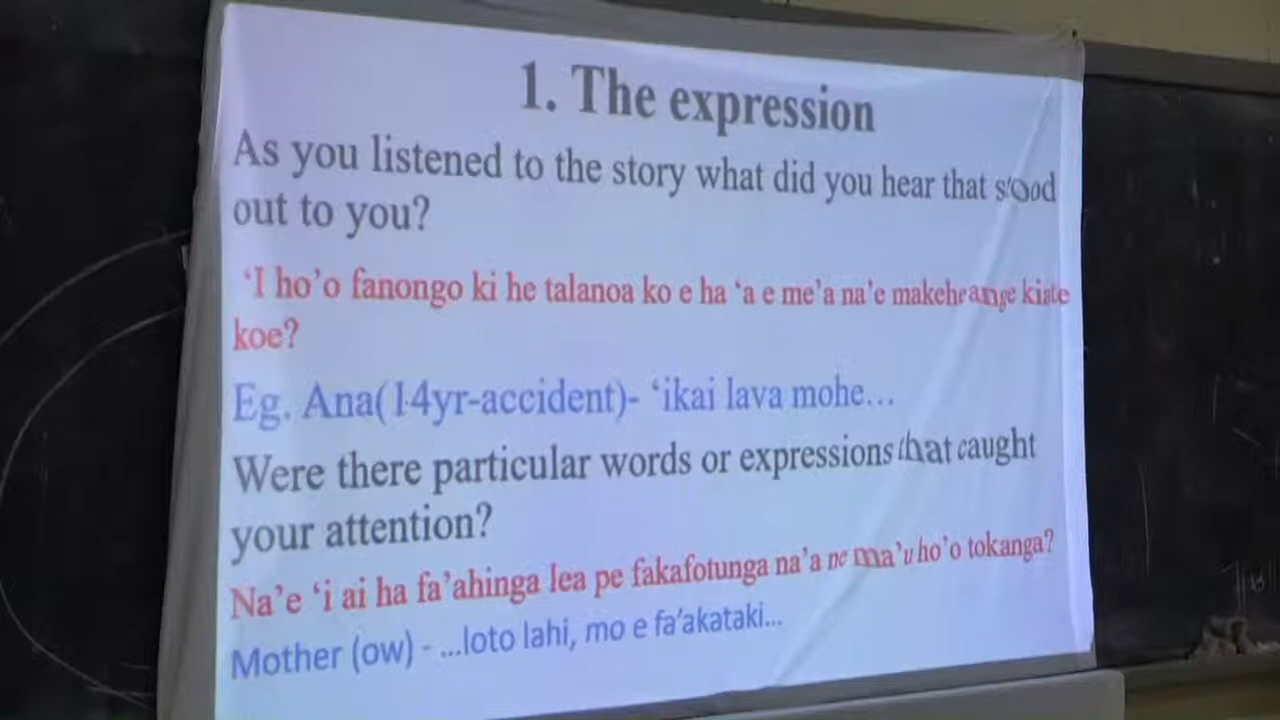 1. The expression
As you listened to the story what did you hear that stood
out to you?
‘I ho’o fanongo ki he talanoa ko e ha ‘a e me’a na’e makehe ange kiate
koe?
Eg. Ana(14yr-accident)- ‘ikai lava mohe...
Were there particular words or expressions that caught
your attention?
Na’e ‘i ai ha fa’ahinga lea pe fakafotunga na’a ne ma’u ho’o tokanga?
Mother (ow) - ...loto lahi, mo e fa’akataki...